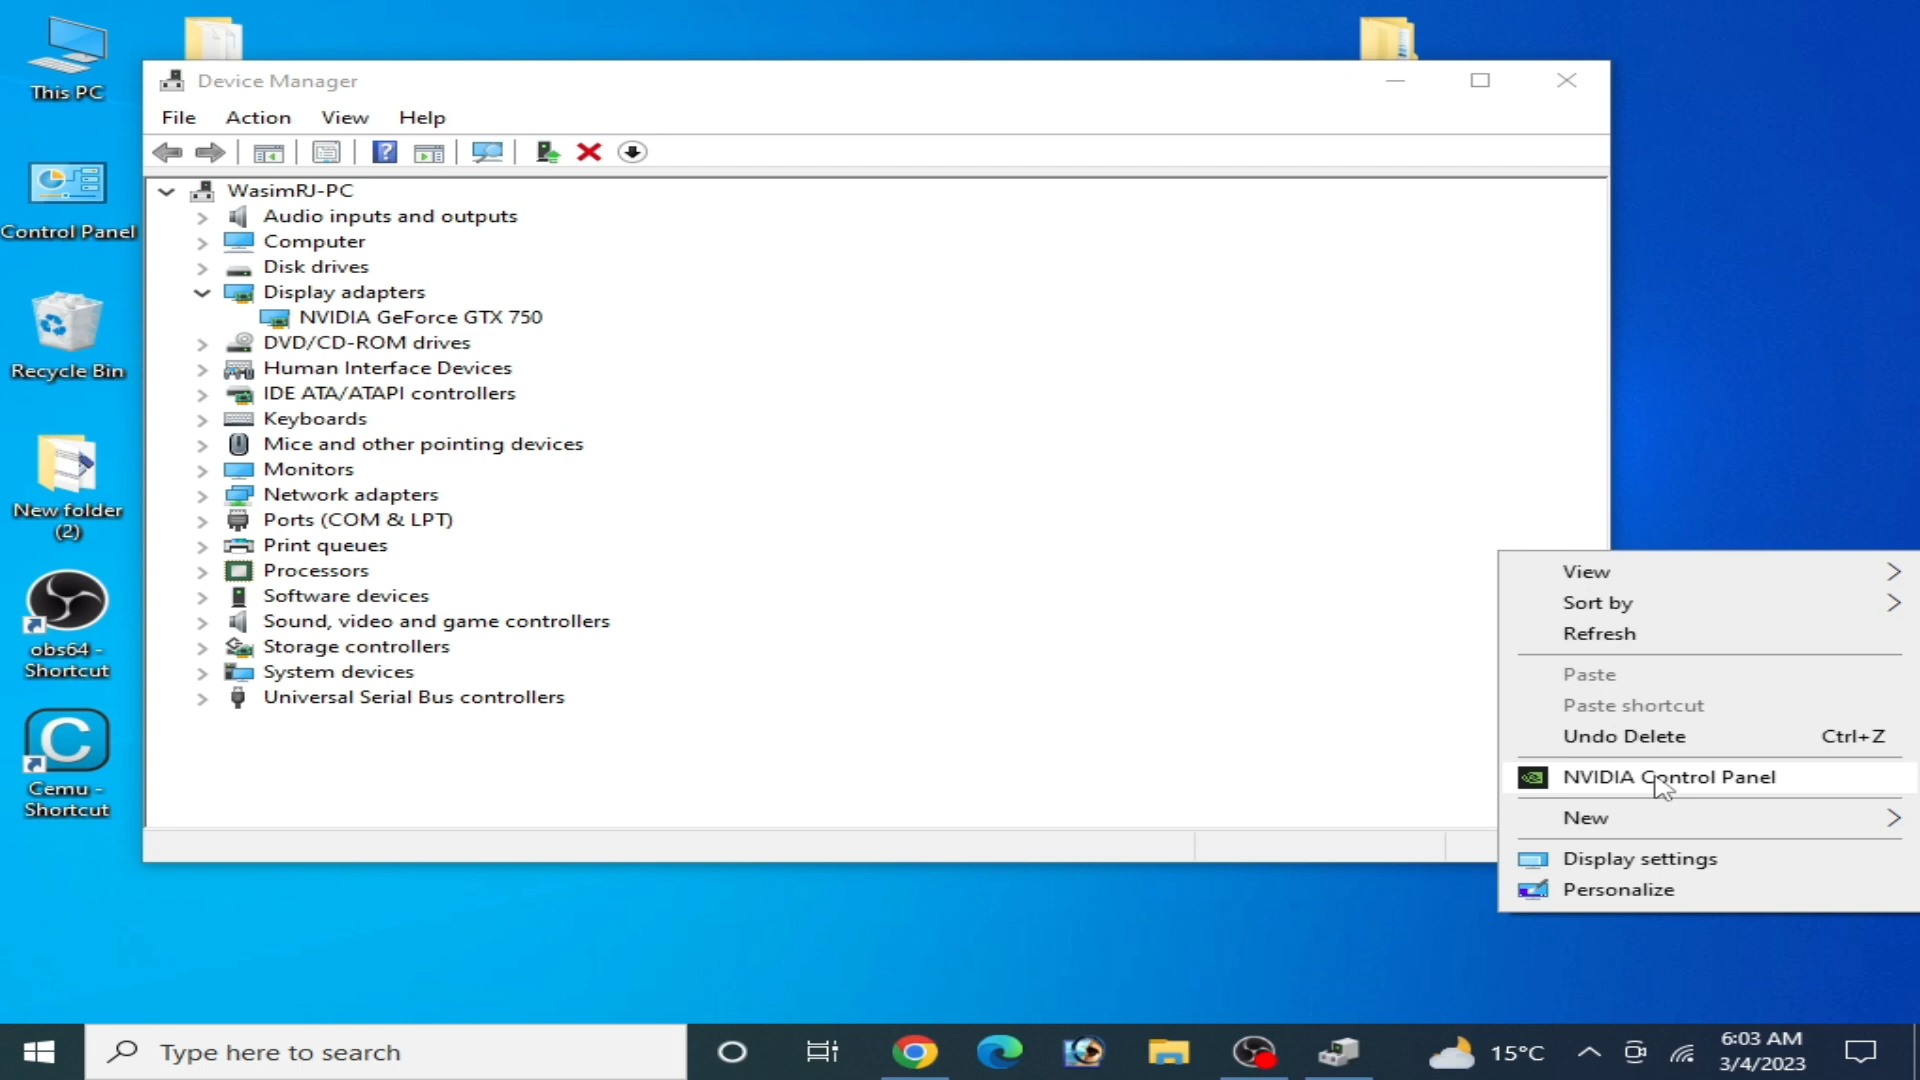 This PC
Control Panel
Recycle Bin
New folder
(2)
obs64 -
Shortcut
Cemu -
Shortcut
Device Manager
File Action View Help
WasimRJ-PC
Audio inputs and outputs
Computer
Disk drives
Display adapters
NVIDIA GeForce GTX 750
DVD/CD-ROM drives
Human Interface Devices
IDE ATA/ATAPI controllers
Keyboards
Mice and other pointing devices
Monitors
Network adapters
Ports (COM & LPT)
Print queues
Processors
Software devices
Sound, video and game controllers
Storage controllers
System devices
Universal Serial Bus controllers
View
Sort by
Refresh
Paste
Paste shortcut
Undo Delete Ctrl+Z
NVIDIA Control Panel
New
Display settings
Personalize
Type here to search
15°C
6:03 AM
3/4/2023